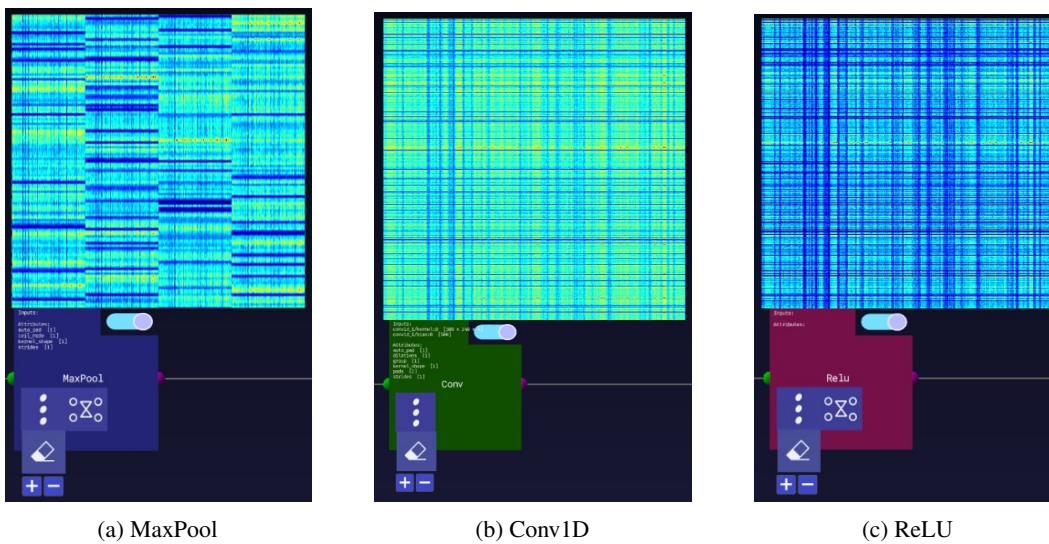 Inputs:
Attributes:
auto_pad [1]
ceil_mode [1]
kernel_shape [1]
strides [1]
MaxPool
+ −
Inputs:
Attributes:
auto_pad [1]
dilations [1]
group [1]
kernel_shape [1]
pads [2]
strides [1]
Conv
+ −
Inputs:
Attributes:
Relu
+ −
(a) MaxPool
(b) Conv1D
(c) ReLU